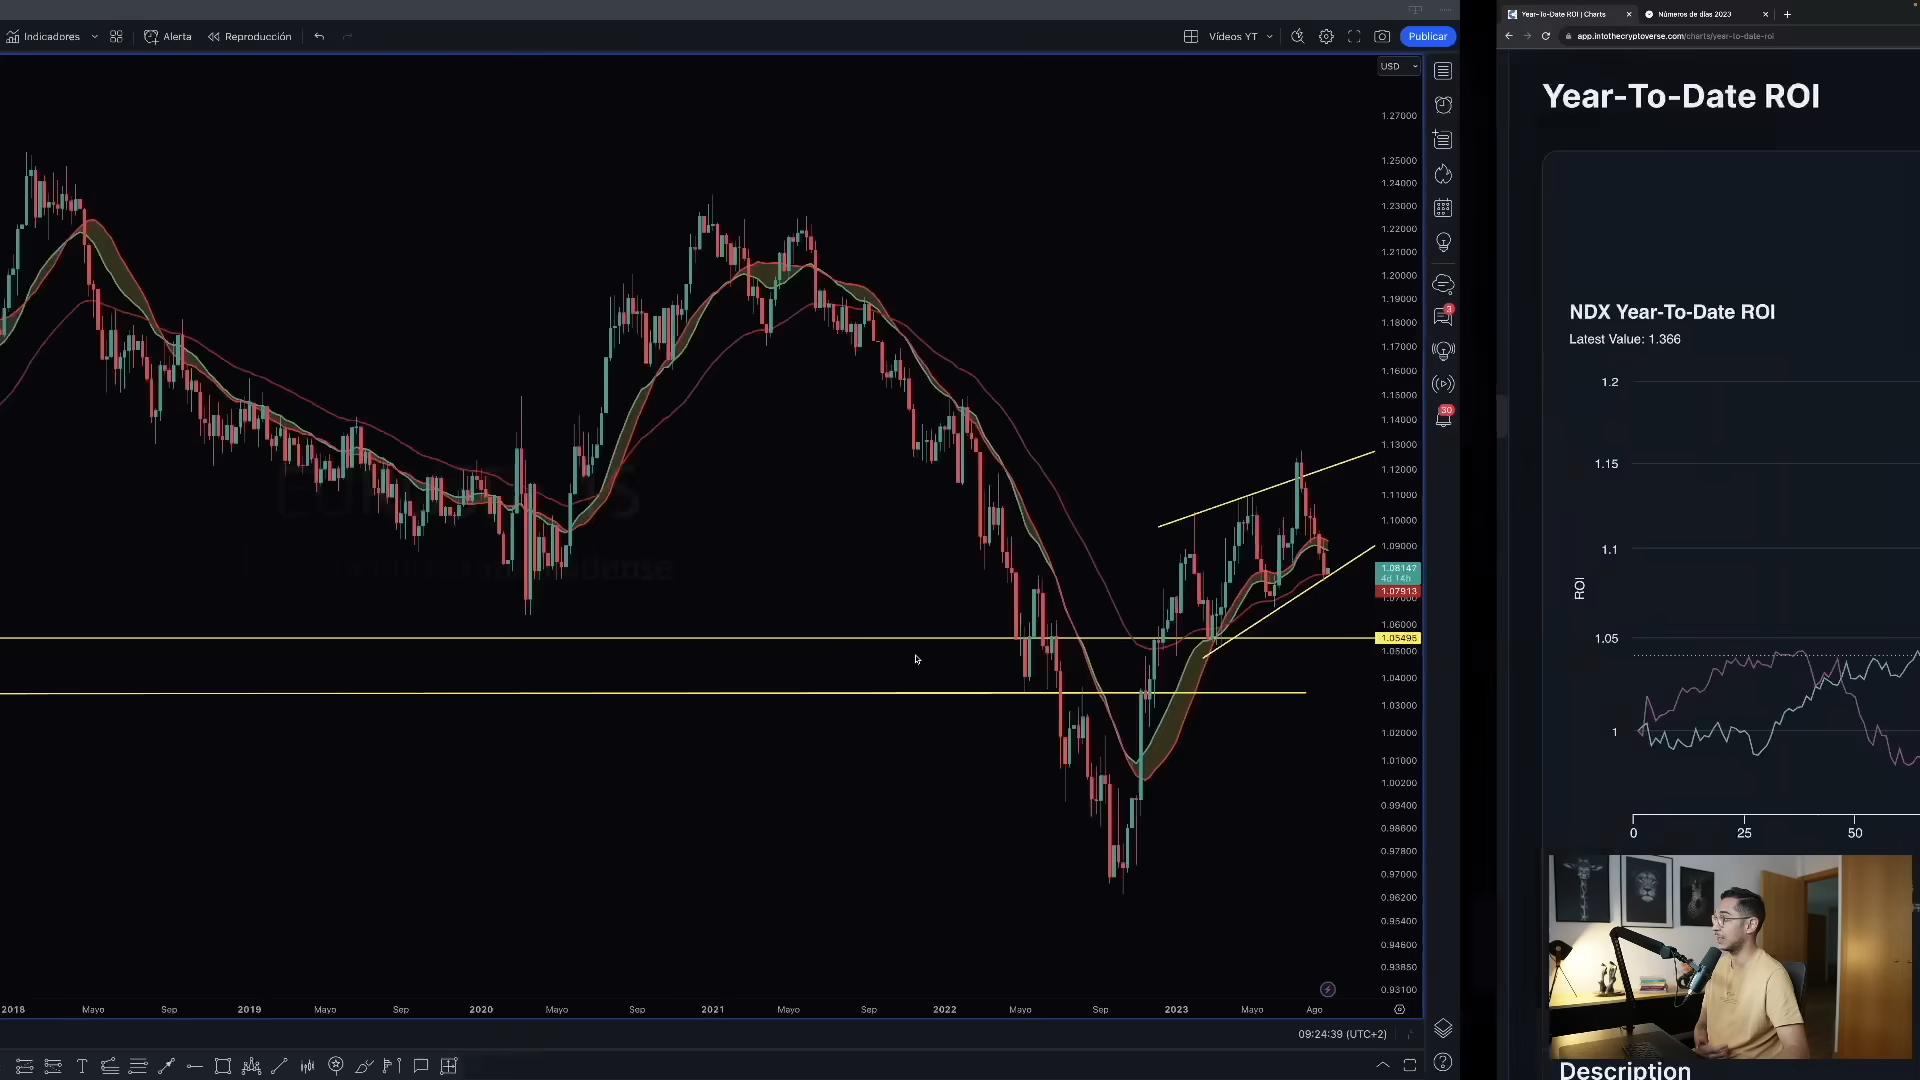 Indicadores
Alerta
Reproducción
Vídeos YT
Publicar
USD
1.27000
1.25000
1.24000
1.23000
1.22000
1.21000
1.20000
1.19000
1.18000
1.17000
1.16000
1.15000
1.14000
1.13000
1.12000
1.11000
1.10000
1.09000
1.08147
4d 14h
1.07913
1.07000
1.06000
1.05495
1.05000
1.04000
1.03000
1.02000
1.01000
1.00200
0.99400
0.98600
0.97800
0.97000
0.96200
0.95400
0.94600
0.93850
0.93100
2018
Mayo
Sep
2019
Mayo
Sep
2020
Mayo
Sep
2021
Mayo
Sep
2022
Mayo
Sep
2023
Mayo
Ago
09:24:39 (UTC+2)
3
30
Year-To-Date ROI | Charts
Números de días 2023
app.intothecryptoverse.com/charts/year-to-date-roi
Year-To-Date ROI
NDX Year-To-Date ROI
Latest Value: 1.366
1.2
1.15
1.1
ROI
1.05
1
0
25
50
Description